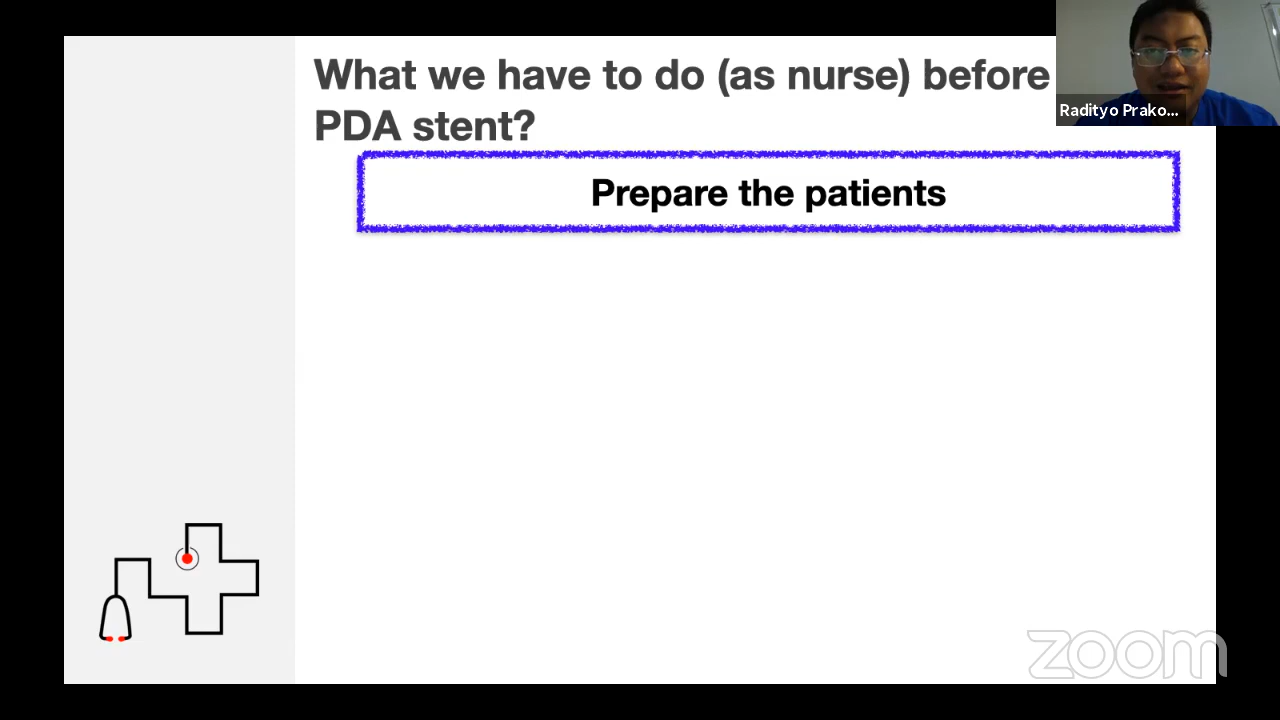 What we have to do (as nurse) before
PDA stent?
Prepare the patients
Radityo Prako...
zoom